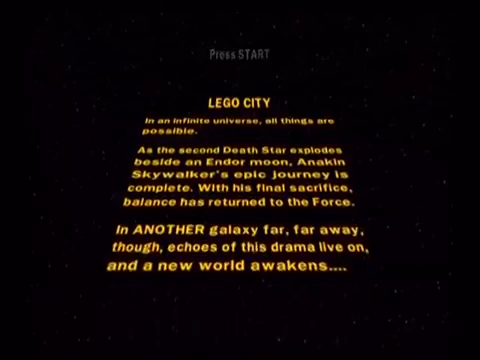 Press START
LEGO CITY
In an infinite universe, all things are
possible.
As the second Death Star explodes
beside an Endor moon, Anakin
Skywalker's epic journey is
complete. With his final sacrifice,
balance has returned to the Force.
In ANOTHER galaxy far, far away,
though, echoes of this drama live on,
and a new world awakens....